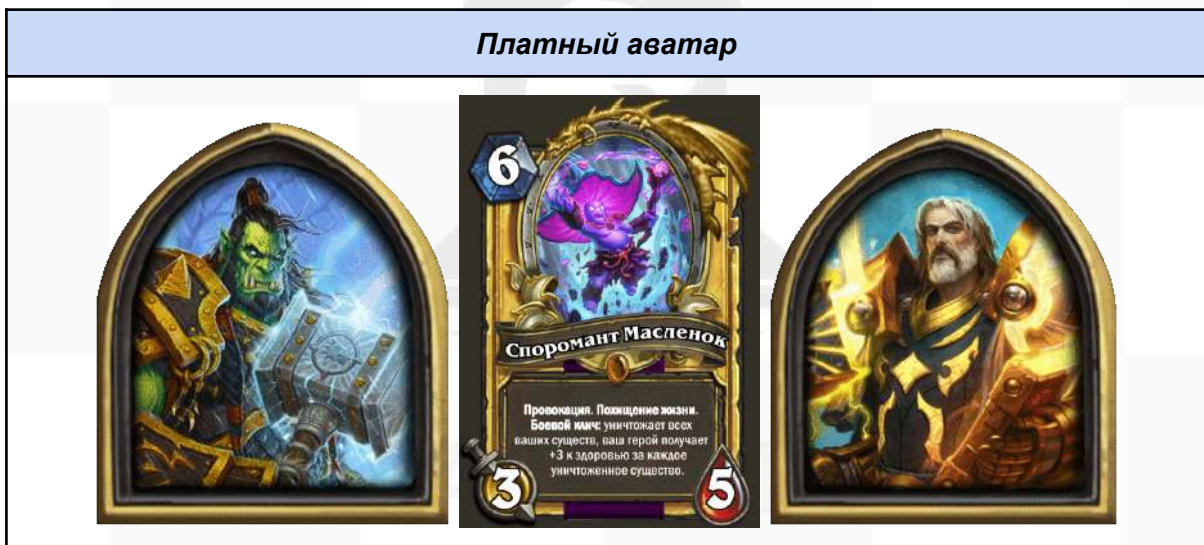 Платный аватар
6
Споромант Масленок
Провокация. Похищение жизни.
Боевой клич: уничтожает всех
ваших существ, ваш герой получает
+3 к здоровью за каждое
уничтоженное существо.
3
5